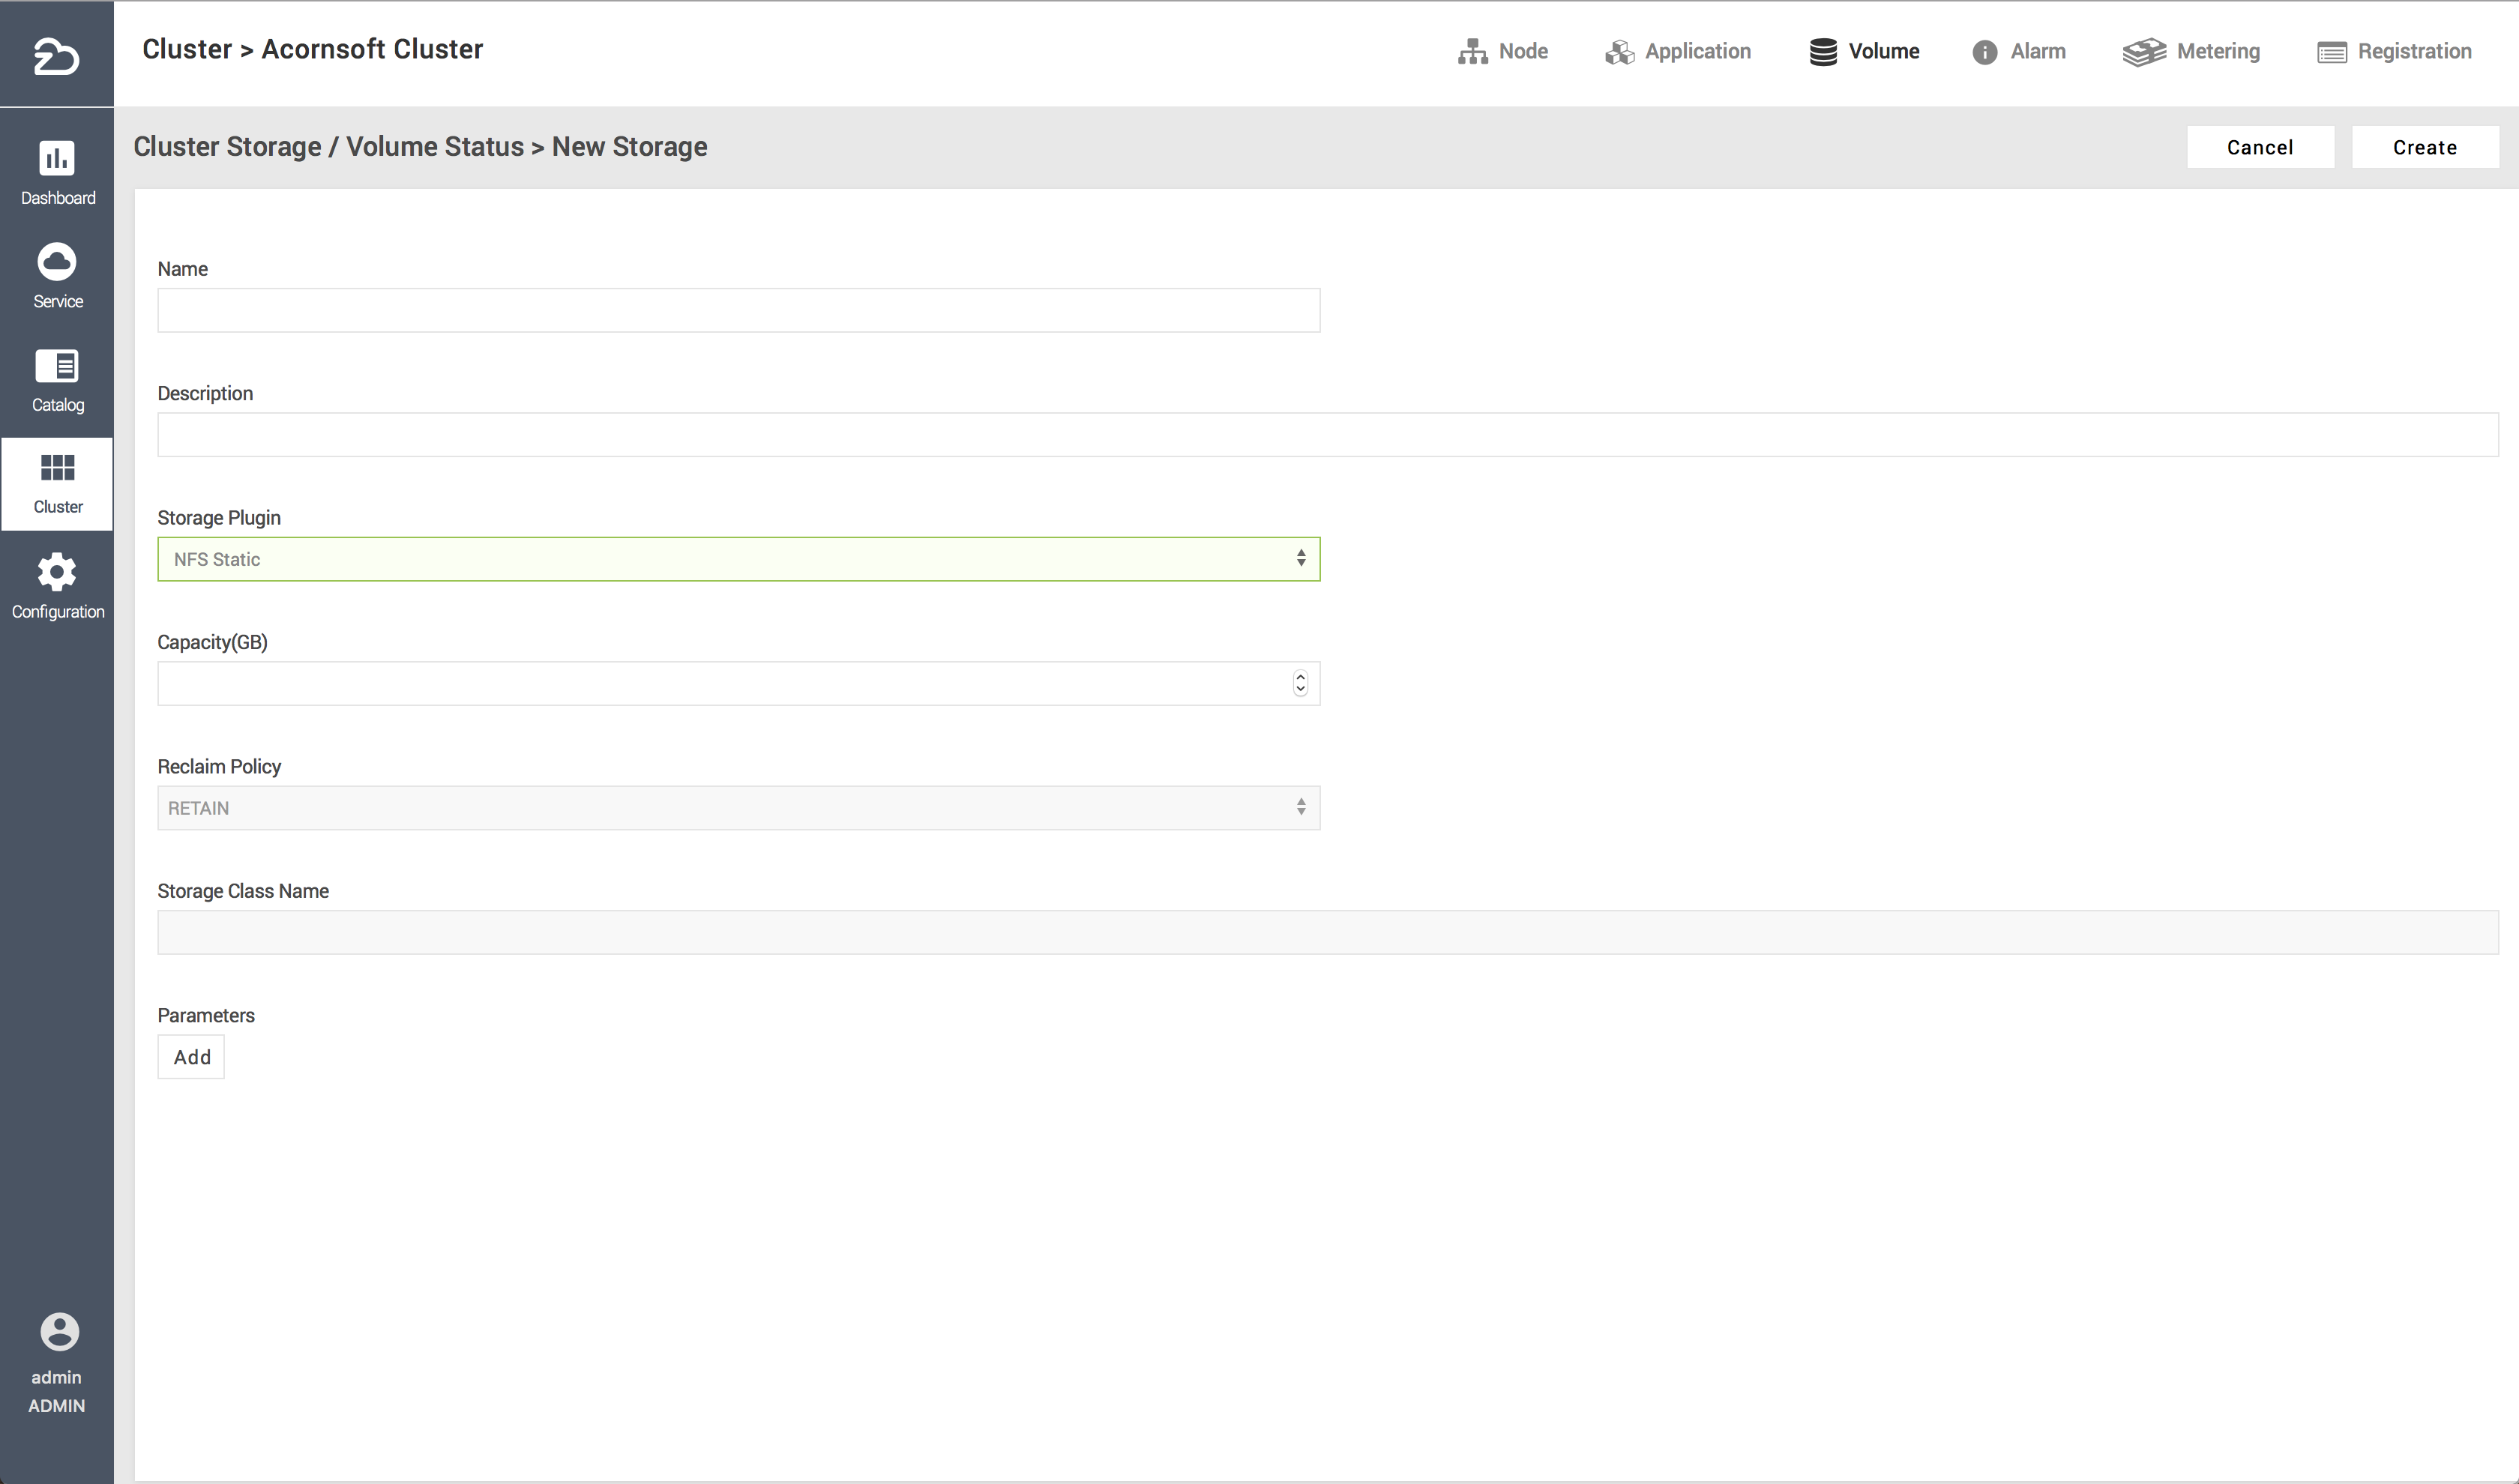 Cluster > Acornsoft Cluster
Node
Application
Volume
Alarm
Metering
Registration
Dashboard
Service
Catalog
Cluster
Configuration
admin
ADMIN
Cluster Storage / Volume Status > New Storage
Cancel
Create
Name
Description
Storage Plugin
NFS Static
Capacity(GB)
Reclaim Policy
RETAIN
Storage Class Name
Parameters
Add